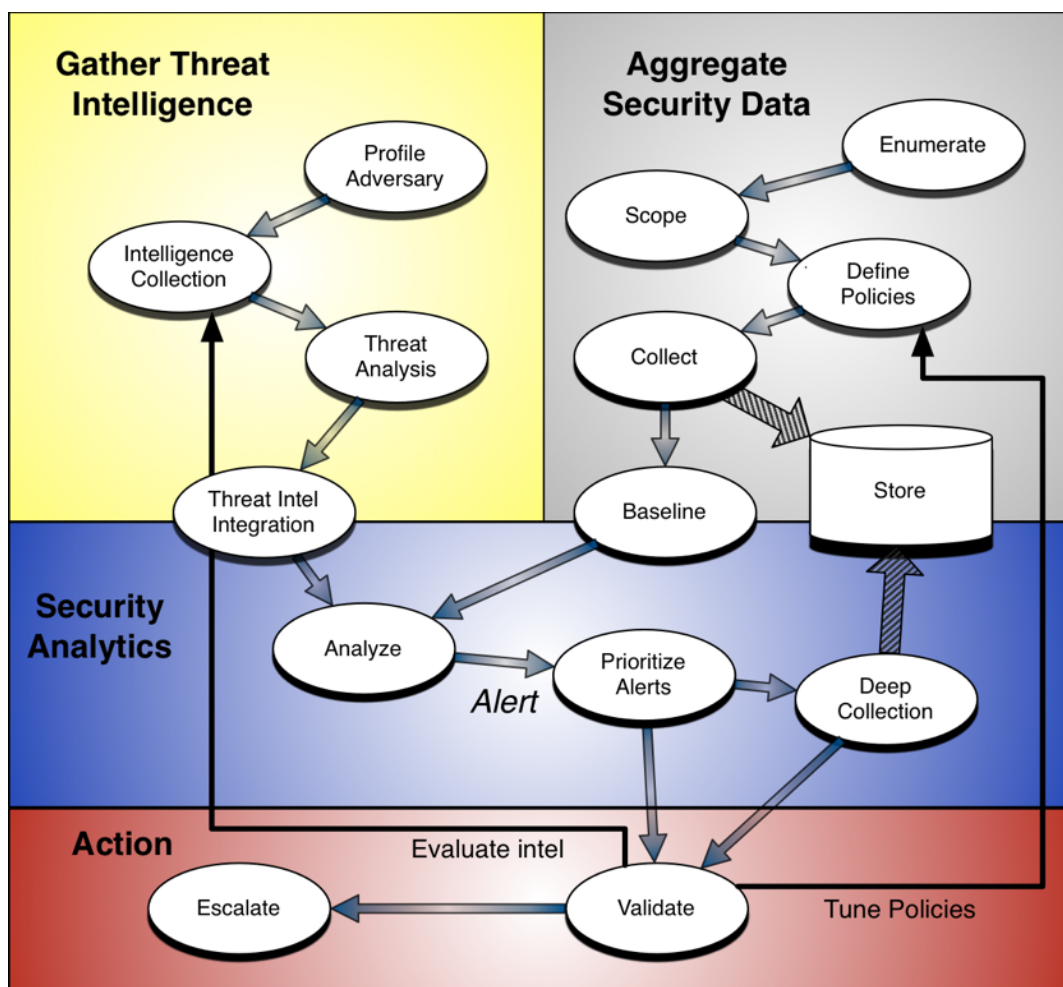 Gather Threat
Intelligence
Aggregate
Security Data
Profile
Adversary
Enumerate
Scope
Intelligence
Collection
Define
Policies
Threat
Analysis
Collect
Threat Intel
Integration
Baseline
Store
Security
Analytics
Analyze
Prioritize
Alerts
Deep
Collection
Alert
Action
Evaluate intel
Escalate
Validate
Tune Policies